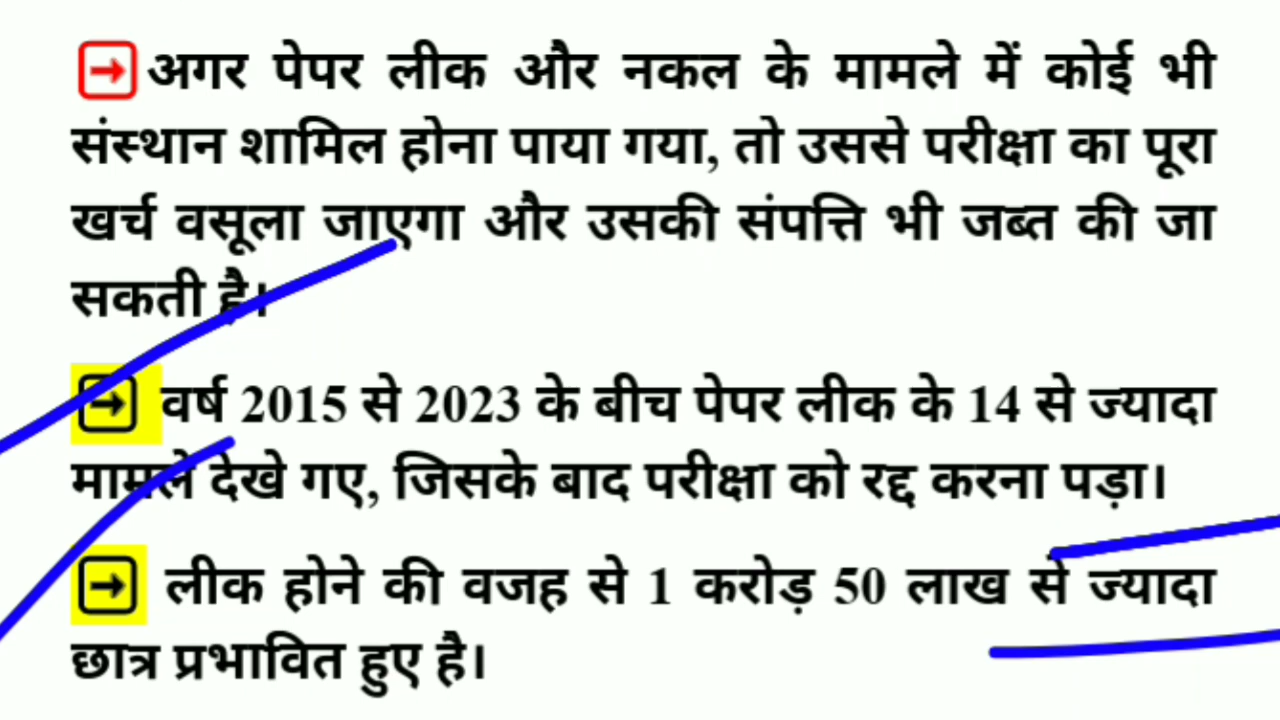 ➡ अगर पेपर लीक और नकल के मामले में कोई भी
संस्थान शामिल होना पाया गया, तो उससे परीक्षा का पूरा
खर्च वसूला जाएगा और उसकी संपत्ति भी जब्त की जा
सकती है।
➡ वर्ष 2015 से 2023 के बीच पेपर लीक के 14 से ज्यादा
मामले देखे गए, जिसके बाद परीक्षा को रद्द करना पड़ा।
➡ लीक होने की वजह से 1 करोड़ 50 लाख से ज्यादा
छात्र प्रभावित हुए है।